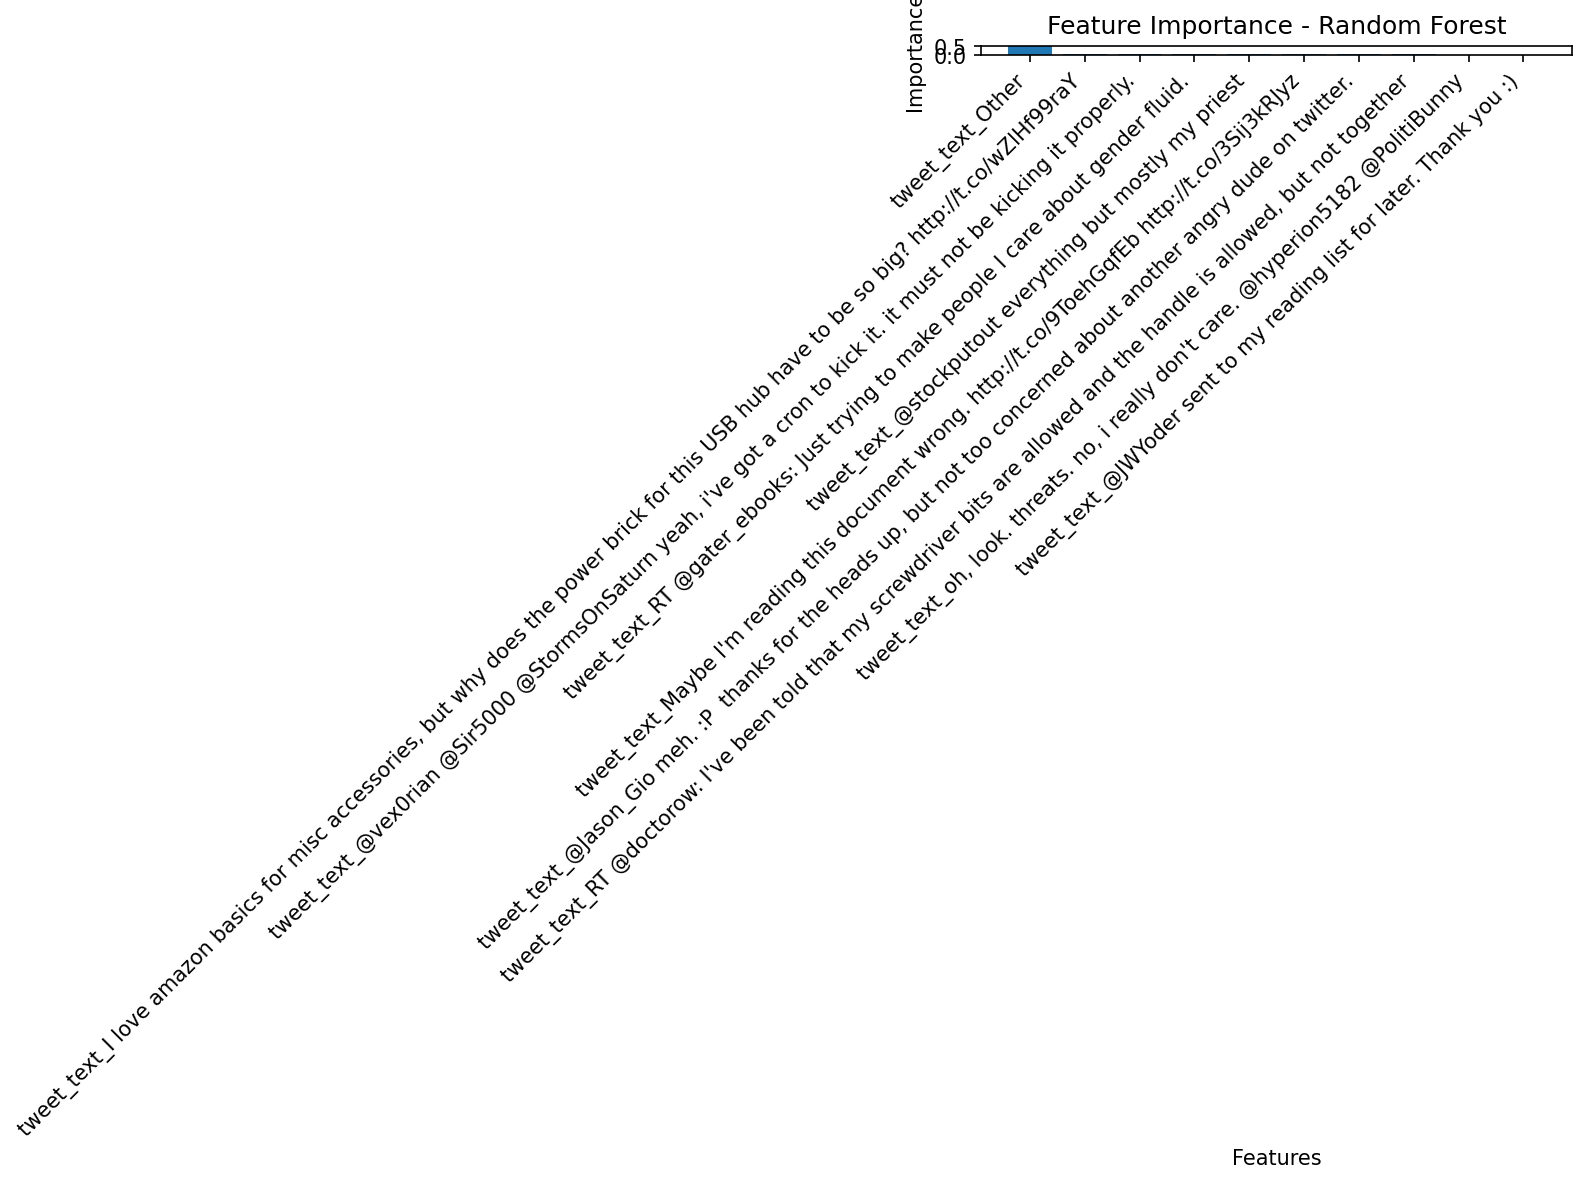 Feature Importance - Random Forest
Importance
0.5
0.0
tweet_text_Other
tweet_text_I love amazon basics for misc accessories, but why does the power brick for this USB hub have to be so big? http://t.co/wZIHf99raY
tweet_text_@vex0rian @Sir5000 @StormsOnSaturn yeah, i've got a cron to kick it. it must not be kicking it properly.
tweet_text_RT @gater_ebooks: Just trying to make people I care about gender fluid.
tweet_text_@stockputout everything but mostly my priest
tweet_text_Maybe I'm reading this document wrong. http://t.co/9ToehGqfEb http://t.co/3Sij3kRJyz
tweet_text_@Jason_Gio meh. :P  thanks for the heads up, but not too concerned about another angry dude on twitter.
tweet_text_RT @doctorow: I've been told that my screwdriver bits are allowed and the handle is allowed, but not together
tweet_text_oh, look. threats. no, i really don't care. @hyperion5182 @PolitiBunny
tweet_text_@JWYoder sent to my reading list for later. Thank you :)
Features